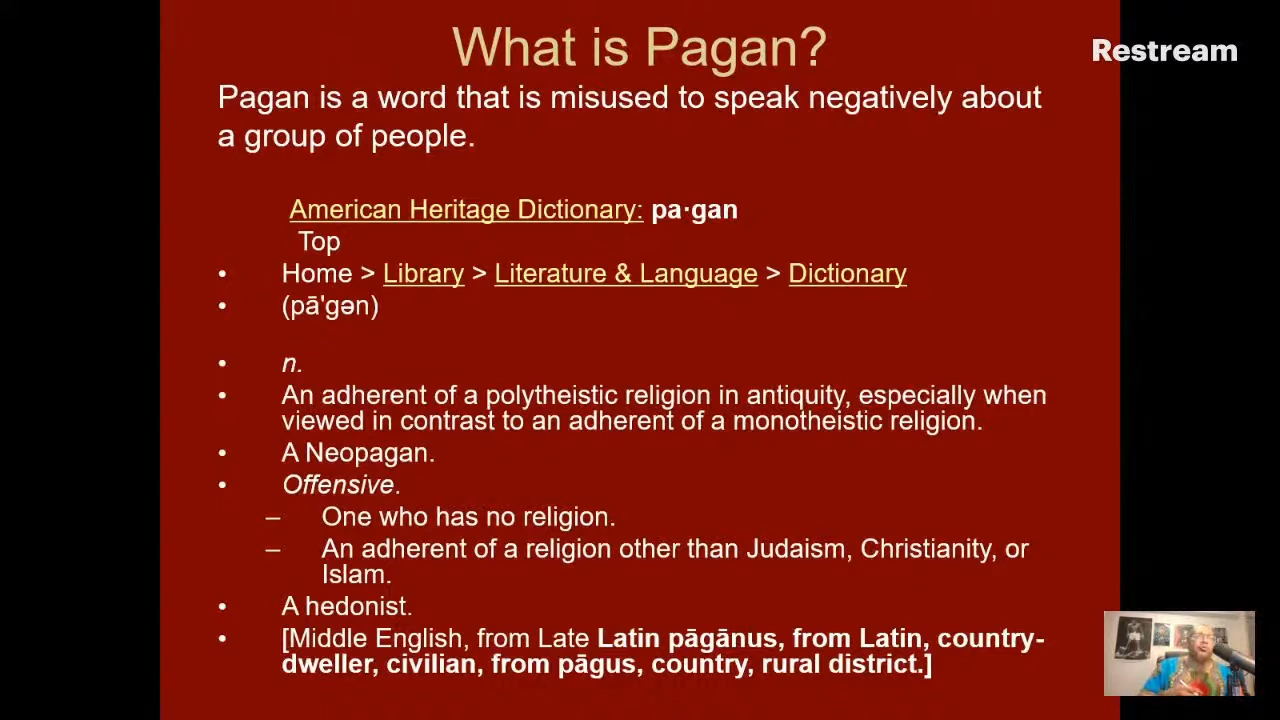 What is Pagan?
Restream
Pagan is a word that is misused to speak negatively about
a group of people.
American Heritage Dictionary: pa·gan
Top
• Home > Library > Literature & Language > Dictionary
• (pā'gən)
• n.
• An adherent of a polytheistic religion in antiquity, especially when
viewed in contrast to an adherent of a monotheistic religion.
• A Neopagan.
• Offensive.
– One who has no religion.
– An adherent of a religion other than Judaism, Christianity, or
Islam.
• A hedonist.
• [Middle English, from Late Latin pāgānus, from Latin, country-
dweller, civilian, from pāgus, country, rural district.]